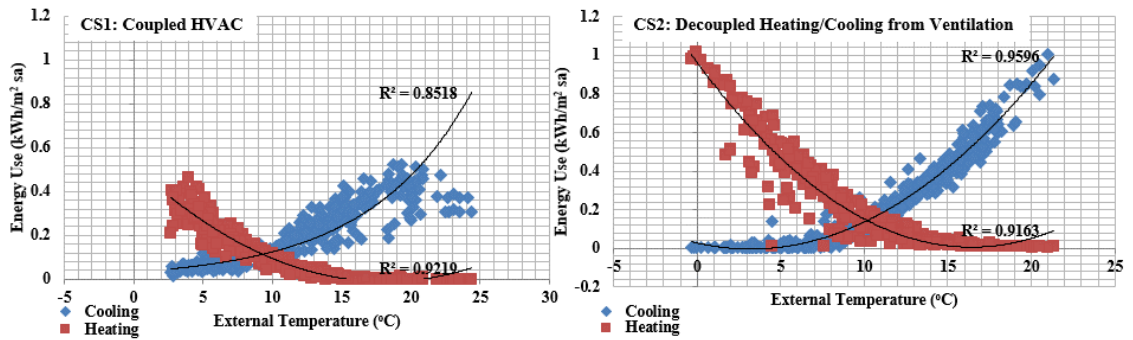 CS1: Coupled HVAC
1.2
1
0.8
0.6
0.4
0.2
0
Energy Use (kWh/m² sa)
R² = 0.8518
R² = 0.9219
-5
0
5
10
15
20
25
30
External Temperature (⁰C)
Cooling
Heating
CS2: Decoupled Heating/Cooling from Ventilation
1.2
1
0.8
0.6
0.4
0.2
0
-0.2
Energy Use (kWh/m² sa)
R² = 0.9596
R² = 0.9163
-5
0
5
10
15
20
25
External Temperature (⁰C)
Cooling
Heating